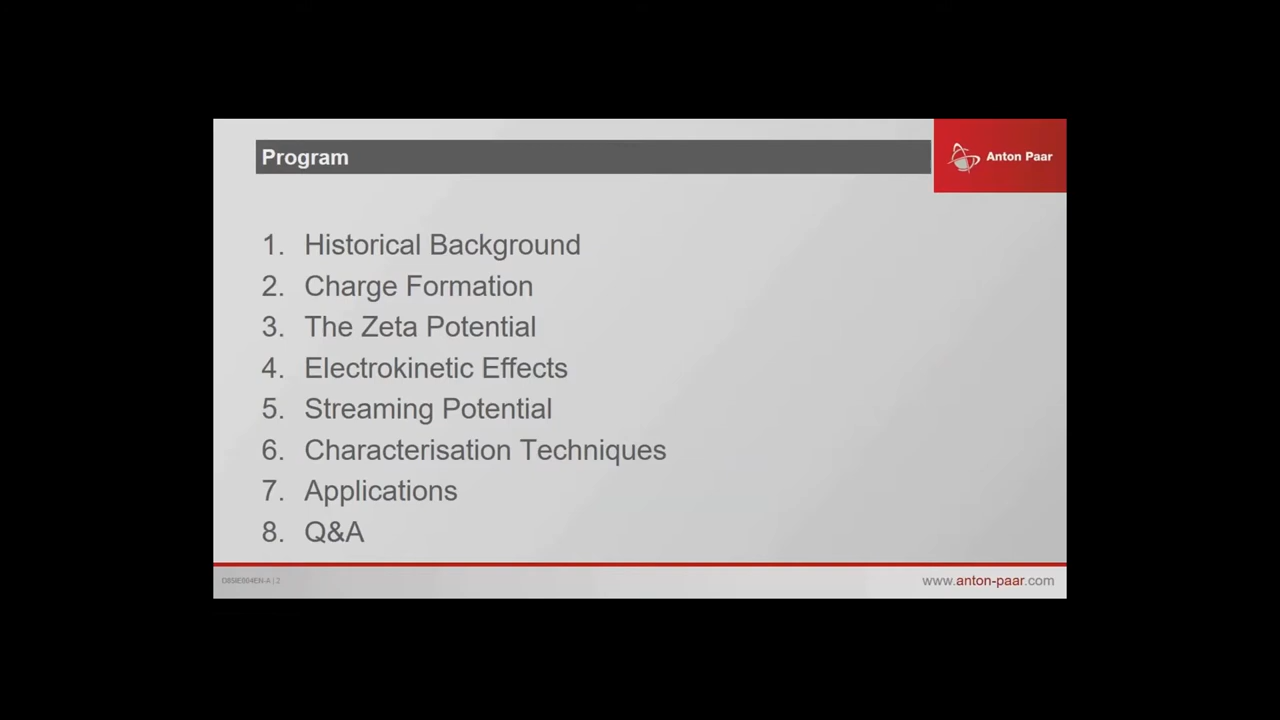 Program
Anton Paar
1. Historical Background
2. Charge Formation
3. The Zeta Potential
4. Electrokinetic Effects
5. Streaming Potential
6. Characterisation Techniques
7. Applications
8. Q&A
www.anton-paar.com